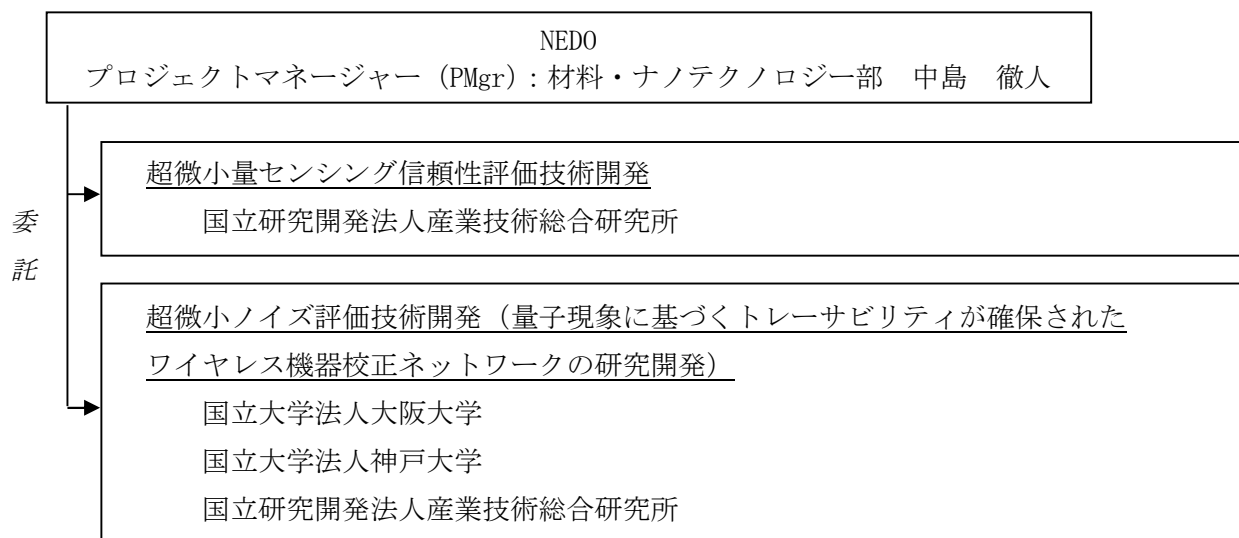 NEDO
プロジェクトマネージャー（PMgr）：材料・ナノテクノロジー部　中島　徹人
委託
超微小量センシング信頼性評価技術開発
国立研究開発法人産業技術総合研究所
超微小ノイズ評価技術開発（量子現象に基づくトレーサビリティが確保された
ワイヤレス機器校正ネットワークの研究開発）
国立大学法人大阪大学
国立大学法人神戸大学
国立研究開発法人産業技術総合研究所